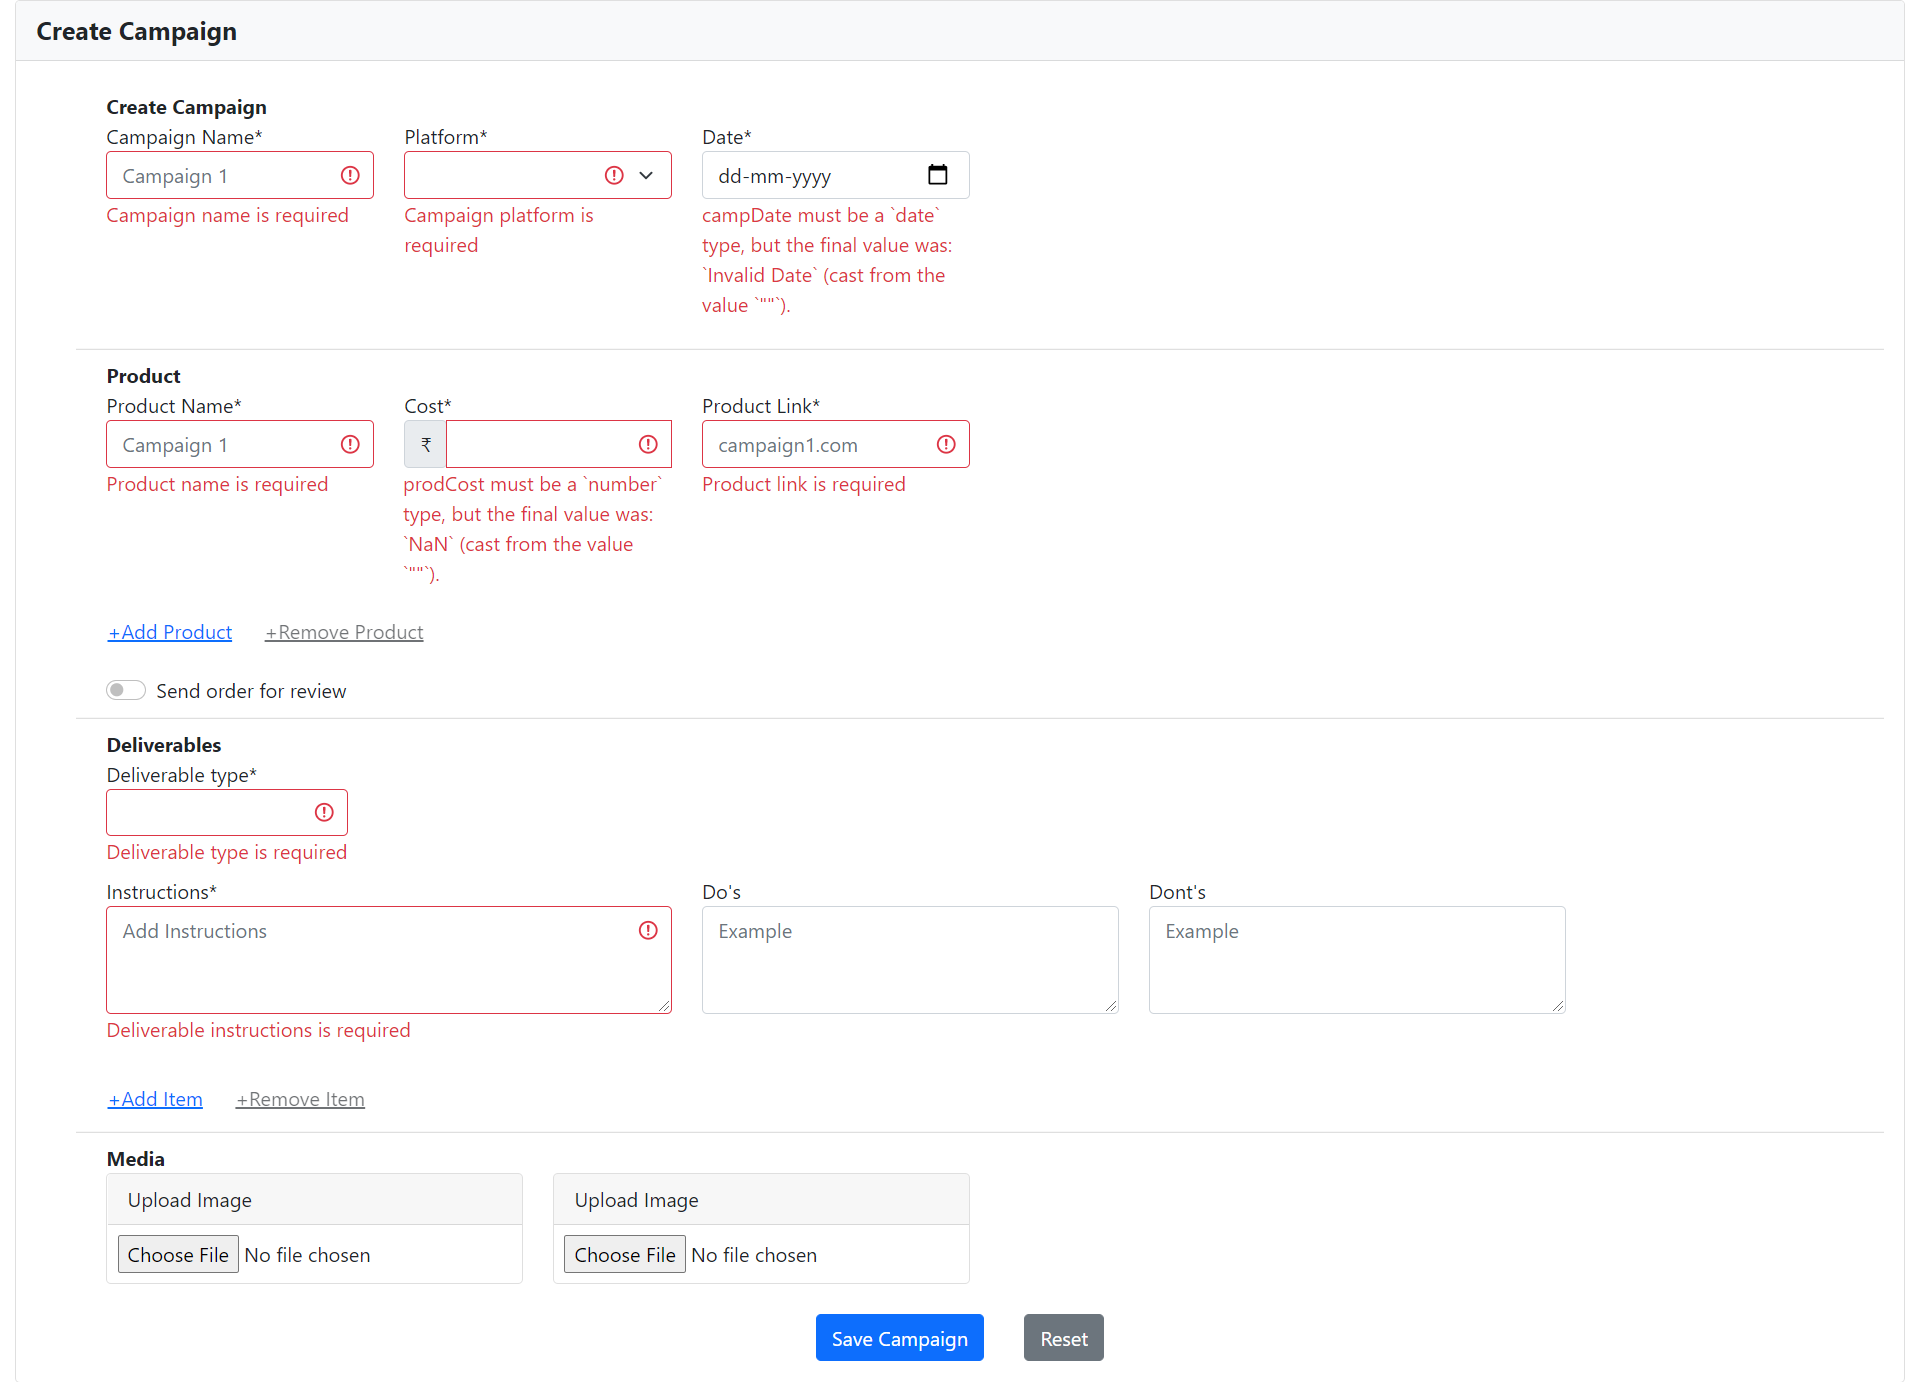 Create Campaign
Create Campaign
Campaign Name* Platform* Date*
Campaign 1 dd-mm-yyyy
Campaign name is required
Campaign platform is
required
campDate must be a `date`
type, but the final value was:
`Invalid Date` (cast from the
value `""`).
Product
Product Name* Cost* Product Link*
Campaign 1 ₹ campaign1.com
Product name is required
prodCost must be a `number`
type, but the final value was:
`NaN` (cast from the value
`""`).
Product link is required
+Add Product +Remove Product
Send order for review
Deliverables
Deliverable type*
Deliverable type is required
Instructions* Do's Dont's
Add Instructions Example Example
Deliverable instructions is required
+Add Item +Remove Item
Media
Upload Image Upload Image
Choose File No file chosen Choose File No file chosen
Save Campaign Reset